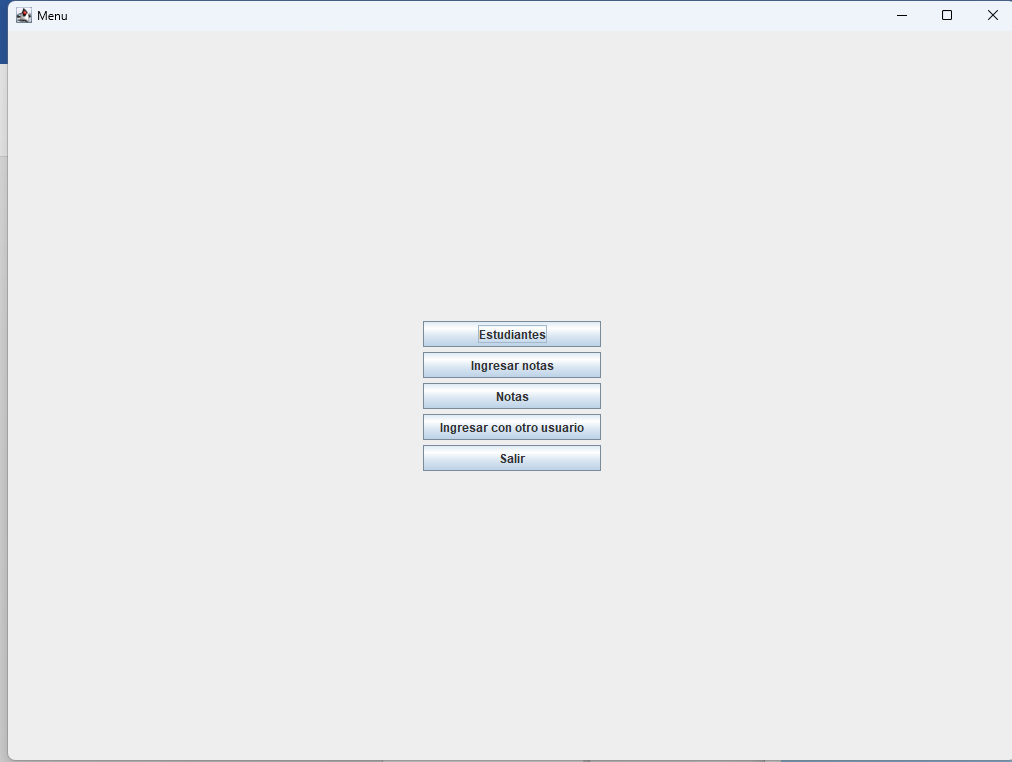 Menu
Estudiantes
Ingresar notas
Notas
Ingresar con otro usuario
Salir